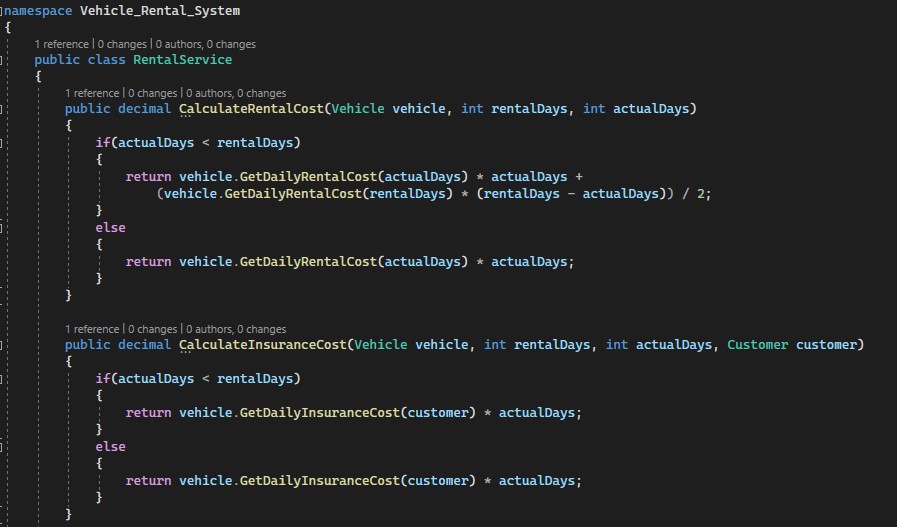 namespace Vehicle_Rental_System
{
1 reference | 0 changes | 0 authors, 0 changes
public class RentalService
{
1 reference | 0 changes | 0 authors, 0 changes
public decimal CalculateRentalCost(Vehicle vehicle, int rentalDays, int actualDays)
{
if(actualDays < rentalDays)
{
return vehicle.GetDailyRentalCost(actualDays) * actualDays +
(vehicle.GetDailyRentalCost(rentalDays) * (rentalDays - actualDays)) / 2;
}
else
{
return vehicle.GetDailyRentalCost(actualDays) * actualDays;
}
}
1 reference | 0 changes | 0 authors, 0 changes
public decimal CalculateInsuranceCost(Vehicle vehicle, int rentalDays, int actualDays, Customer customer)
{
if(actualDays < rentalDays)
{
return vehicle.GetDailyInsuranceCost(customer) * actualDays;
}
else
{
return vehicle.GetDailyInsuranceCost(customer) * actualDays;
}
}